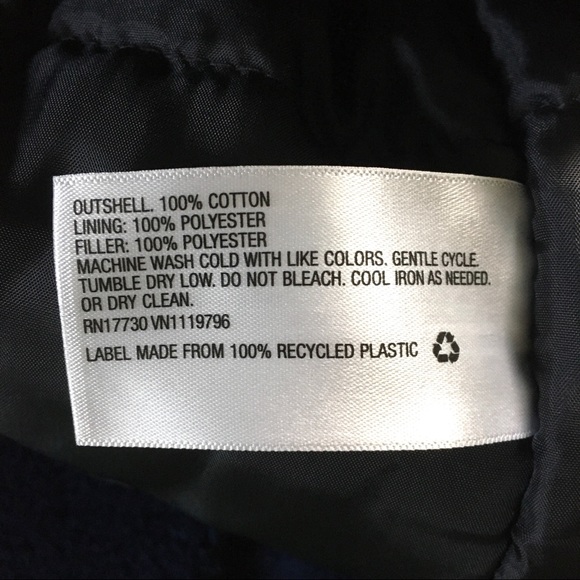 OUTSHELL. 100% COTTON
LINING: 100% POLYESTER
FILLER: 100% POLYESTER
MACHINE WASH COLD WITH LIKE COLORS. GENTLE CYCLE.
TUMBLE DRY LOW. DO NOT BLEACH. COOL IRON AS NEEDED.
OR DRY CLEAN.
RN17730 VN1119796
LABEL MADE FROM 100% RECYCLED PLASTIC